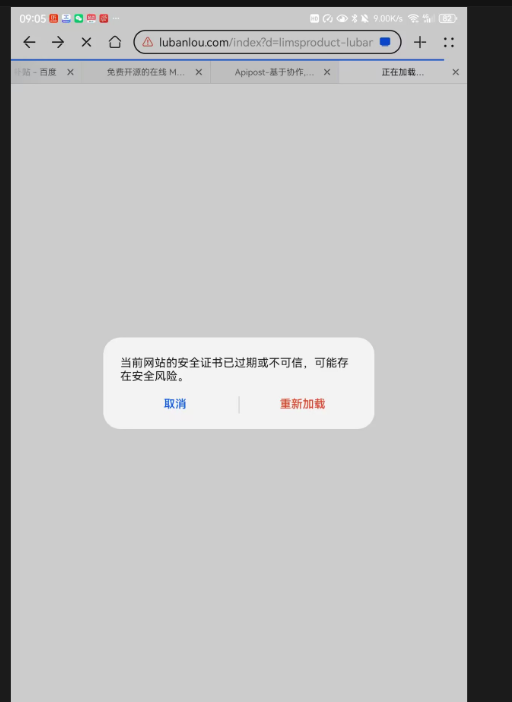 09:05 ... 9.00K/s 82
lubanlou.com/index?d=limsproduct-lubar
- 百度 × 免费开源的在线 M... × Apipost-基于协作,... × 正在加载... ×
当前网站的安全证书已过期或不可信，可能存
在安全风险。
取消 重新加载